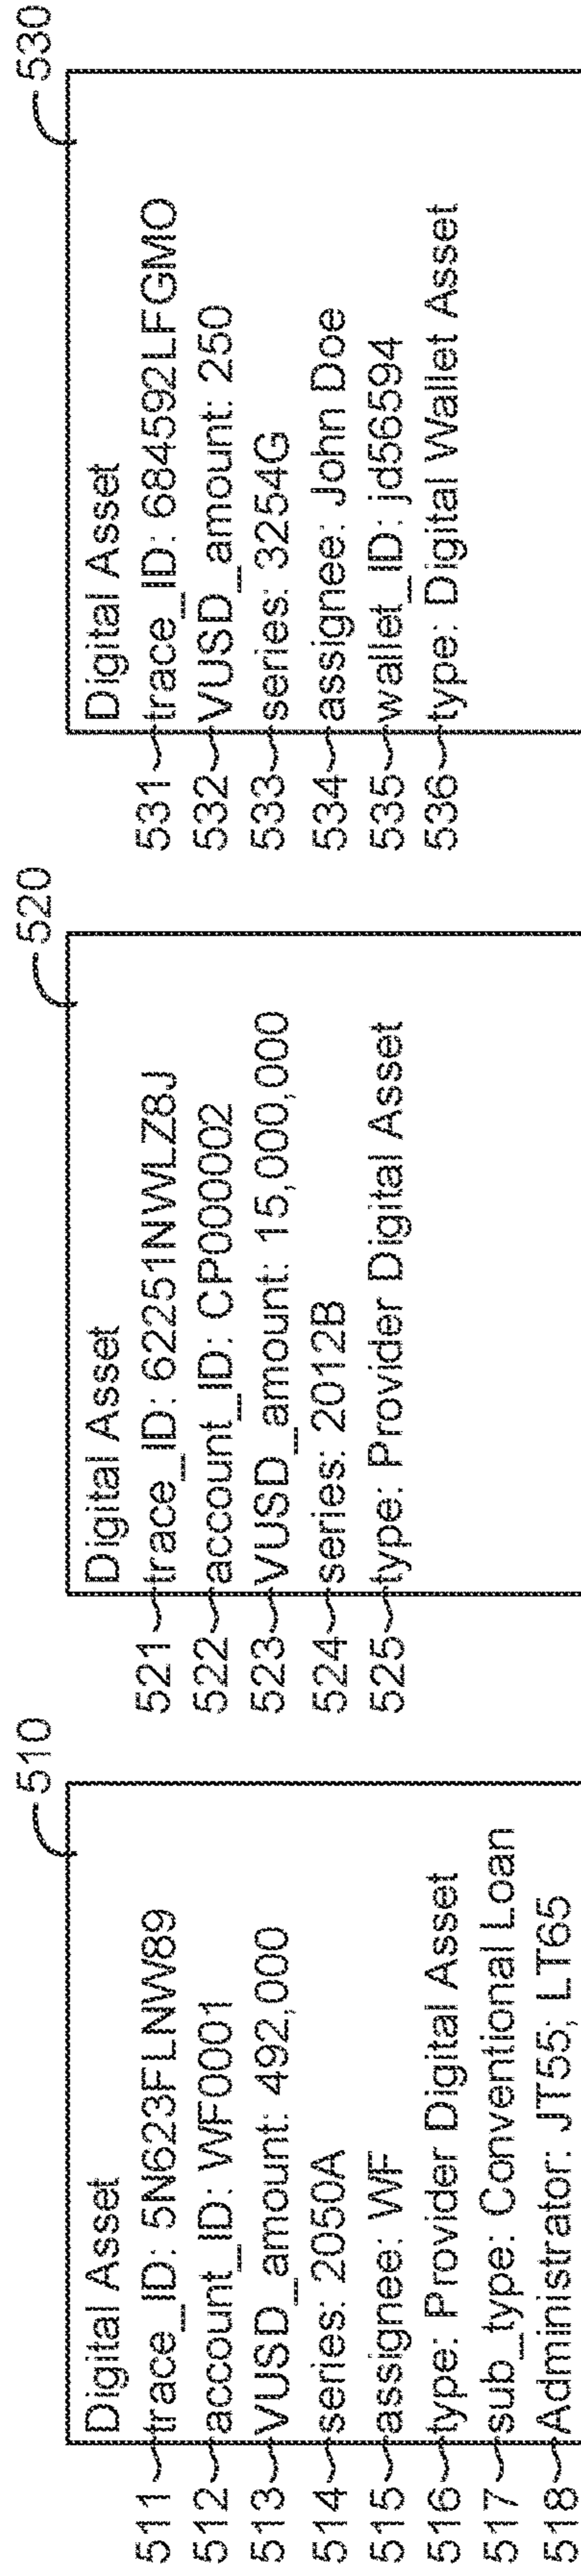 510
Digital Asset
511 trace_ID: 5N623FLNW89
512 account_ID: WF0001
513 VUSD_amount: 492,000
514 series: 2050A
515 assignee: WF
516 type: Provider Digital Asset
517 sub_type: Conventional Loan
518 Administrator: JT55; LT65
520
Digital Asset
521 trace_ID: 62251NWLZ8J
522 account_ID: CP000002
523 VUSD_amount: 15,000,000
524 series: 2012B
525 type: Provider Digital Asset
530
Digital Asset
531 trace_ID: 684592LFGMO
532 VUSD_amount: 250
533 series: 3254G
534 assignee: John Doe
535 wallet_ID: jd56594
536 type: Digital Wallet Asset